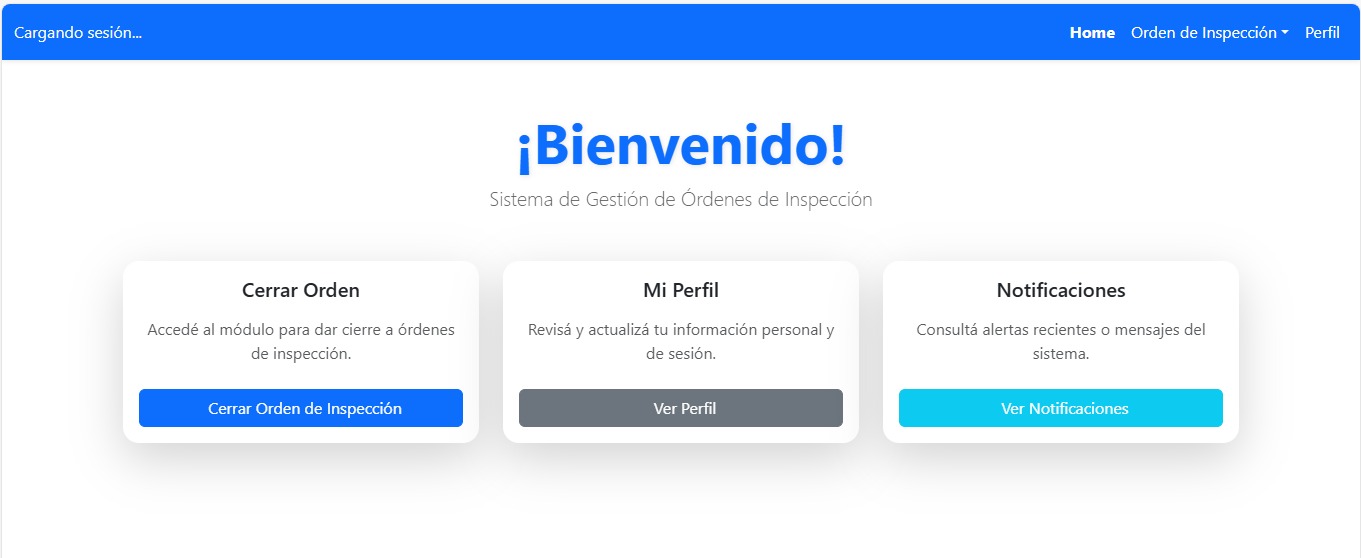 Cargando sesión...
Home Orden de Inspección Perfil
¡Bienvenido!
Sistema de Gestión de Órdenes de Inspección
Cerrar Orden
Accedé al módulo para dar cierre a órdenes
de inspección.
Cerrar Orden de Inspección
Mi Perfil
Revisá y actualizá tu información personal y
de sesión.
Ver Perfil
Notificaciones
Consultá alertas recientes o mensajes del
sistema.
Ver Notificaciones